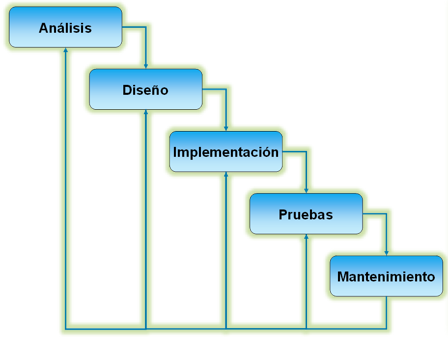 Análisis
Diseño
Implementación
Pruebas
Mantenimiento